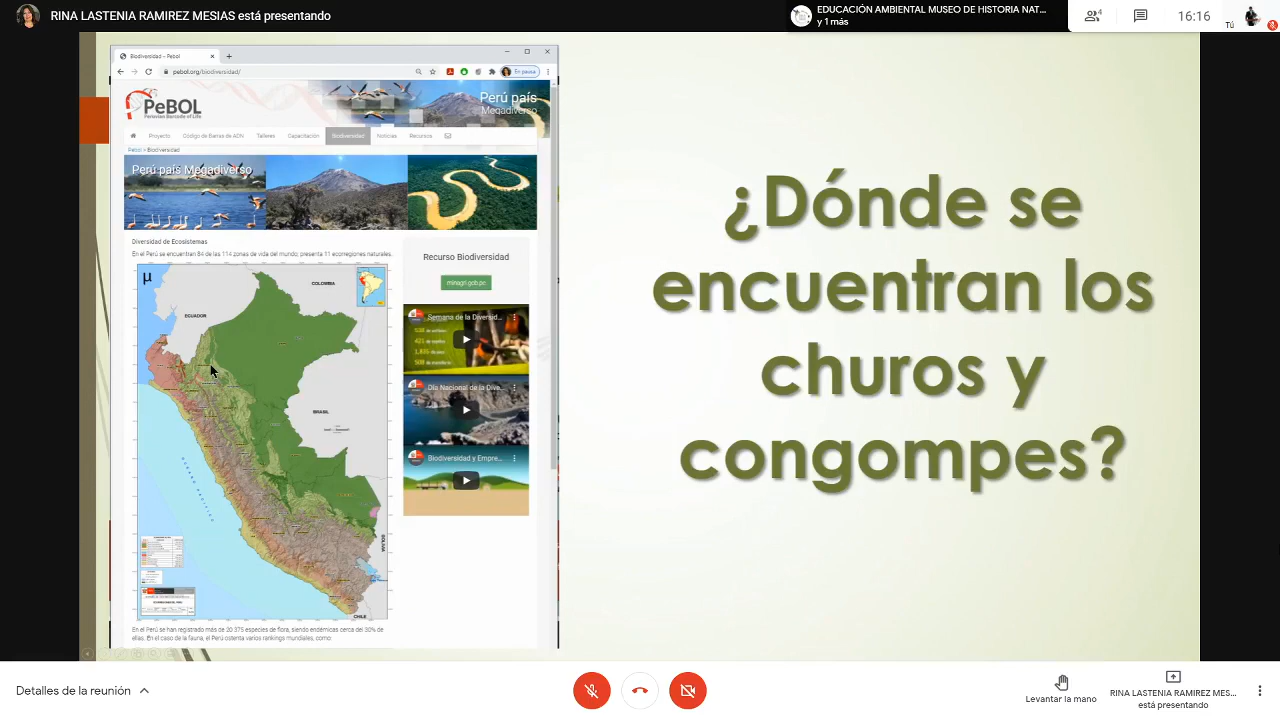 RINA LASTENIA RAMIREZ MESIAS está presentando
EDUCACIÓN AMBIENTAL MUSEO DE HISTORIA NAT...
y 1 más
4
16:16
Tú
Biodiversidad – Pebol
pebol.org/biodiversidad/
En pausa
PeBOL
Peruvian Barcode of Life
Perú país
Megadiverso
Proyecto
Código de Barras de ADN
Talleres
Capacitación
Biodiversidad
Noticias
Recursos
Pebol > Biodiversidad
Perú país Megadiverso
Diversidad de Ecosistemas
En el Perú se encuentran 84 de las 114 zonas de vida del mundo; presenta 11 ecorregiones naturales.
Recurso Biodiversidad
minagri.gob.pe
µ
COLOMBIA
ECUADOR
BRASIL
BOLIVIA
CHILE
Semana de la Diversid...
Día Nacional de la Dive...
Biodiversidad y Empre...
En el Perú se han registrado más de 20 375 especies de flora, siendo endémicas cerca del 30% de
ellas. En el caso de la fauna, el Perú ostenta varios rankings mundiales, como:
¿Dónde se
encuentran los
churos y
congompes?
Detalles de la reunión
Levantar la mano
RINA LASTENIA RAMIREZ MES...
está presentando